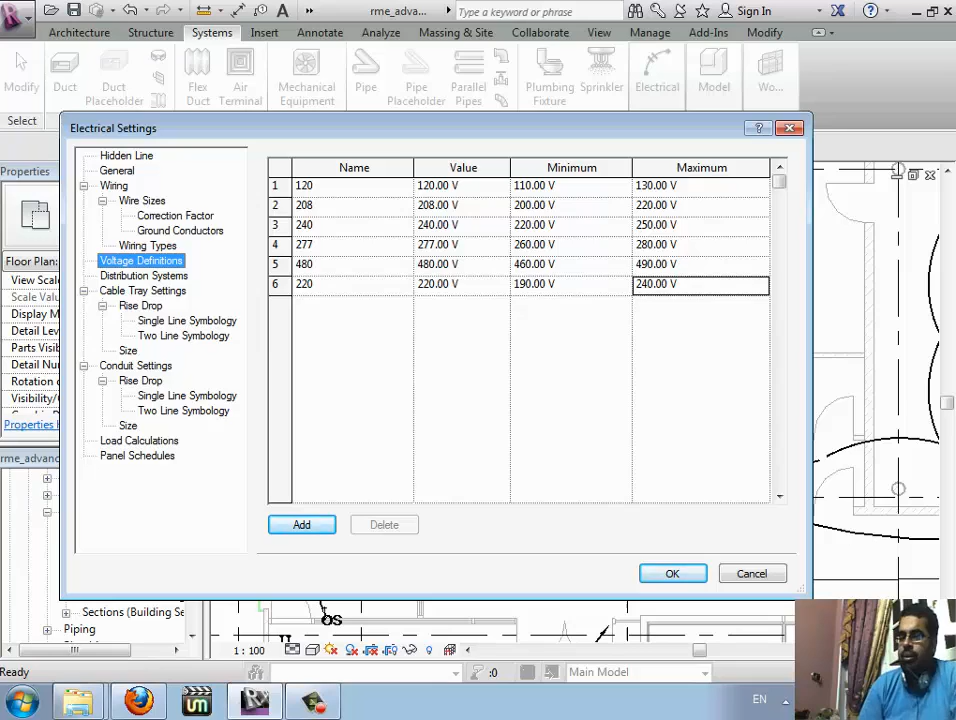 rme_adva...
Type a keyword or phrase
Sign In
Architecture Structure Systems Insert Annotate Analyze Massing & Site Collaborate View Manage Add-Ins Modify
Modify
Duct
Duct Placeholder
Flex Duct
Air Terminal
Mechanical Equipment
Pipe
Pipe Placeholder
Parallel Pipes
Plumbing Fixture
Sprinkler
Electrical
Model
Wo...
Select
Electrical Settings
Properties
Floor Plan:
View Scale
Scale Value
Display M
Detail Lev
Parts Visib
Detail Num
Rotation o
Visibility/
Properties H
rme_advan
Hidden Line
General
Wiring
Wire Sizes
Correction Factor
Ground Conductors
Wiring Types
Voltage Definitions
Distribution Systems
Cable Tray Settings
Rise Drop
Single Line Symbology
Two Line Symbology
Size
Conduit Settings
Rise Drop
Single Line Symbology
Two Line Symbology
Size
Load Calculations
Panel Schedules
Name Value Minimum Maximum
1 120 120.00 V 110.00 V 130.00 V
2 208 208.00 V 200.00 V 220.00 V
3 240 240.00 V 220.00 V 250.00 V
4 277 277.00 V 260.00 V 280.00 V
5 480 480.00 V 460.00 V 490.00 V
6 220 220.00 V 190.00 V 240.00 V
Add
Delete
OK
Cancel
Sections (Building Se
Piping
OS
1 : 100
Ready
:0
Main Model
um
EN